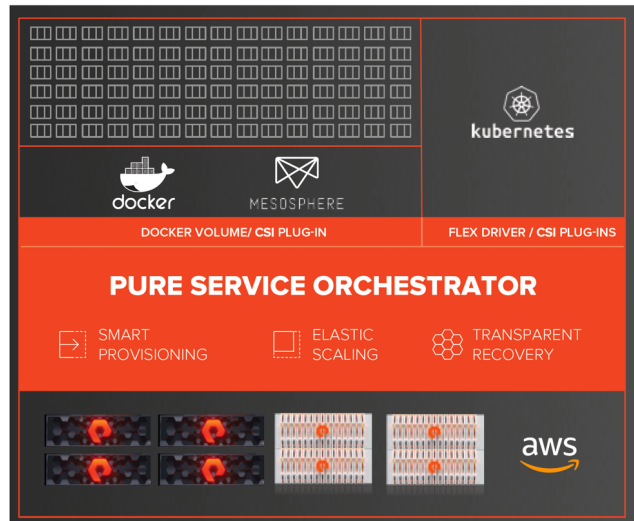 kubernetes
docker
MESOSPHERE
DOCKER VOLUME/ CSI PLUG-IN
FLEX DRIVER / CSI PLUG-INS
PURE SERVICE ORCHESTRATOR
SMART
PROVISIONING
ELASTIC
SCALING
TRANSPARENT
RECOVERY
aws